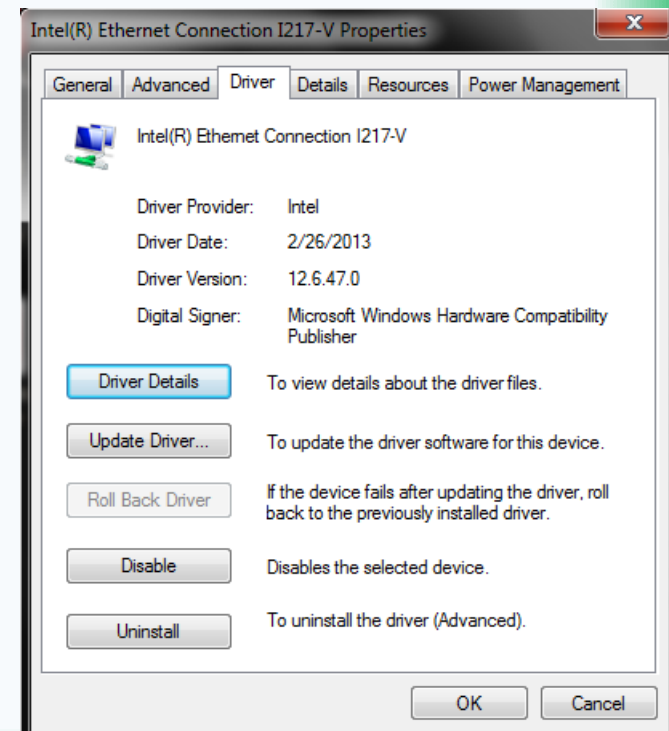 Intel(R) Ethernet Connection I217-V Properties
General Advanced Driver Details Resources Power Management
Intel(R) Ethernet Connection I217-V
Driver Provider: Intel
Driver Date: 2/26/2013
Driver Version: 12.6.47.0
Digital Signer: Microsoft Windows Hardware Compatibility
Publisher
Driver Details To view details about the driver files.
Update Driver... To update the driver software for this device.
Roll Back Driver If the device fails after updating the driver, roll
back to the previously installed driver.
Disable Disables the selected device.
Uninstall To uninstall the driver (Advanced).
OK Cancel